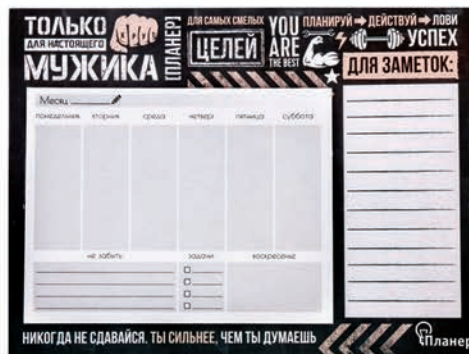 ТОЛЬКО
ДЛЯ НАСТОЯЩЕГО
МУЖИКА
[ПЛАНЕР]
ДЛЯ САМЫХ СМЕЛЫХ
ЦЕЛЕЙ
YOU
ARE
THE BEST
ПЛАНИРУЙ → ДЕЙСТВУЙ → ЛОВИ
УСПЕХ
ДЛЯ ЗАМЕТОК:
Месяц
понедельник вторник среда четверг пятница суббота
не забыть задачи воскресенье
НИКОГДА НЕ СДАВАЙСЯ. ТЫ СИЛЬНЕЕ, ЧЕМ ТЫ ДУМАЕШЬ
Планер